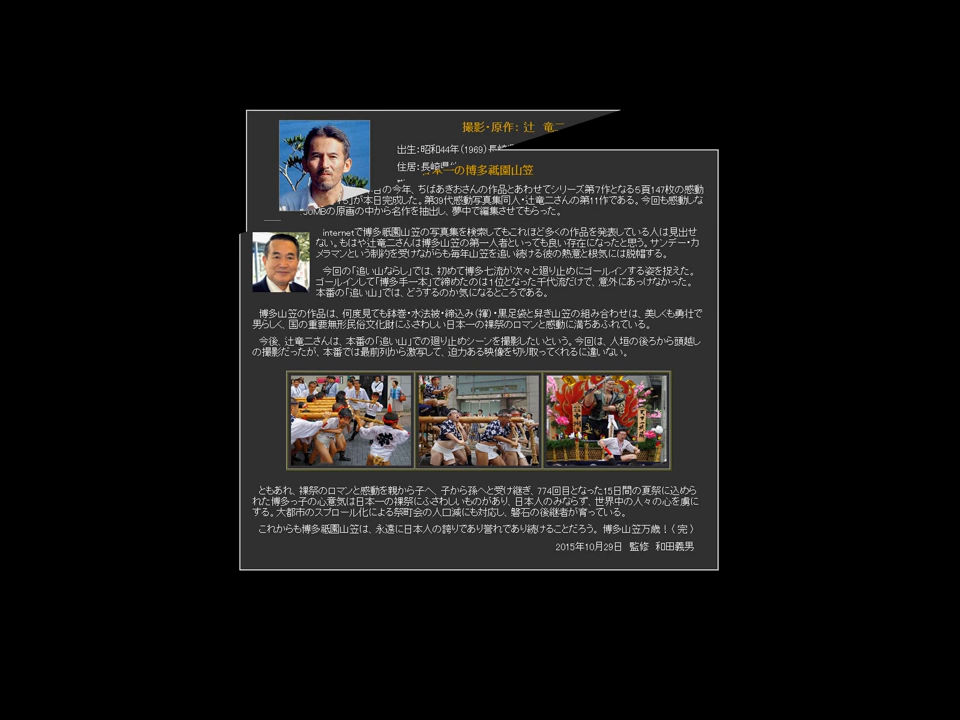 撮影・原作： 辻　竜二
出生：昭和44年（1969）長崎
住居：長崎県
一の博多祗園山笠
日の今年、ちばあきおさんの作品とあわせてシリーズ第7作となる5頁147枚の感動
」が本日完成した。第39代感動写真集同人・辻竜二さんの第11作である。今回も感動しな
0MBの原画の中から名作を抽出し、夢中で編集させてもらった。
internetで博多祗園山笠の写真集を検索してもこれほど多くの作品を発表している人は見出せ
ない。もはや辻竜二さんは博多山笠の第一人者といっても良い存在になったと思う。サンデー・カ
メラマンという制約を受けながらも毎年山笠を追い続ける彼の熱意と根気には脱帽する。
今回の「追い山ならし」では、初めて博多七流が次々と廻り止めにゴールインする姿を捉えた。
ゴールインして「博多手一本」で締めたのは1位となった千代流だけで、意外にあっけなかった。
本番の「追い山」では、どうするのか気になるところである。
博多山笠の作品は、何度見ても鉢巻・水法被・締込み（褌）・黒足袋と舁き山笠の組み合わせは、美しくも勇壮で
男らしく、国の重要無形民俗文化財にふさわしい日本一の裸祭のロマンと感動に満ちあふれている。
今後、辻竜二さんは、本番の「追い山」での廻り止めシーンを撮影したいという。今回は、人垣の後ろから頭越し
の撮影だったが、本番では最前列から激写して、迫力ある映像を切り取ってくれるに違いない。
ともあれ、裸祭のロマンと感動を親から子へ、子から孫へと受け継ぎ、774回目となった15日間の夏祭に込めら
れた博多っ子の心意気は日本一の裸祭にふさわしいものがあり、日本人のみならず、世界中の人々の心を虜に
する。大都市のスプロール化による祭町会の人口減にも対応し、磐石の後継者が育っている。
これからも博多祗園山笠は、永遠に日本人の誇りであり誉れであり続けることだろう。博多山笠万歳！（ 完 ）
2015年10月29日　監修　和田義男